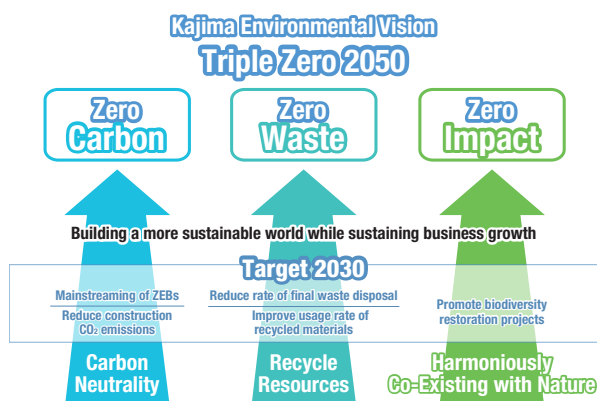 Kajima Environmental Vision
Triple Zero 2050
Zero
Carbon
Zero
Waste
Zero
Impact
Building a more sustainable world while sustaining business growth
Target 2030
Mainstreaming of ZEBs
Reduce construction
CO₂ emissions
Reduce rate of final waste disposal
Improve usage rate of
recycled materials
Promote biodiversity
restoration projects
Carbon
Neutrality
Recycle
Resources
Harmoniously
Co-Existing with Nature